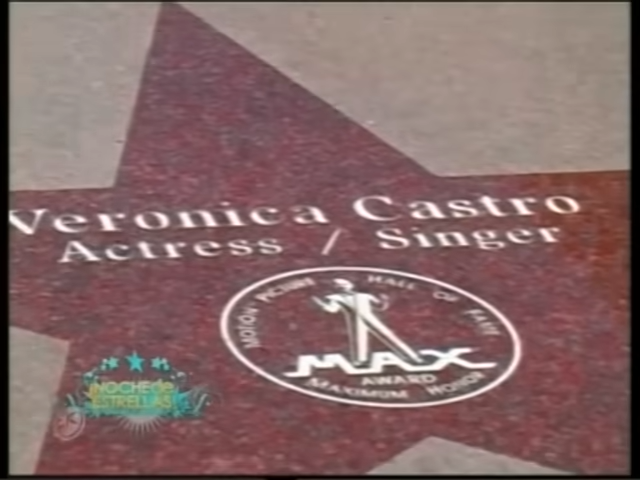 Veronica Castro
Actress / Singer
MOTION PICTURE HALL OF FAME
MAX
AWARD
MAXIMUM HONOR
NOCHE de
ESTRELLAS